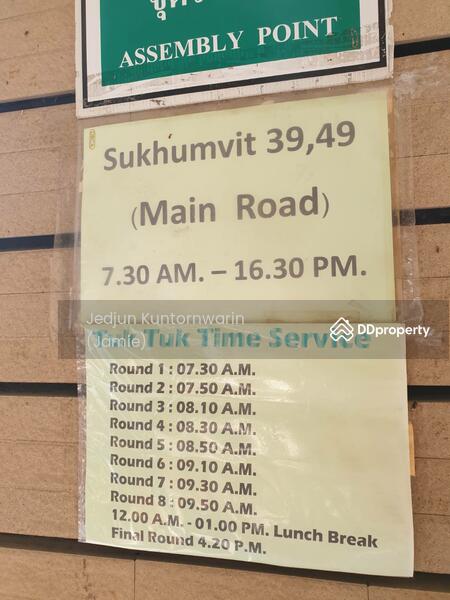 ASSEMBLY POINT
Sukhumvit 39,49
(Main Road)
7.30 AM. – 16.30 PM.
Jedjun Kuntornwarin
(Jamie)
DDproperty
Tuk Tuk Time Service
Round 1 : 07.30 A.M.
Round 2 : 07.50 A.M.
Round 3 : 08.10 A.M.
Round 4 : 08.30 A.M.
Round 5 : 08.50 A.M.
Round 6 : 09.10 A.M.
Round 7 : 09.30 A.M.
Round 8 : 09.50 A.M.
12.00 A.M. - 01.00 PM. Lunch Break
Final Round 4.20 P.M.